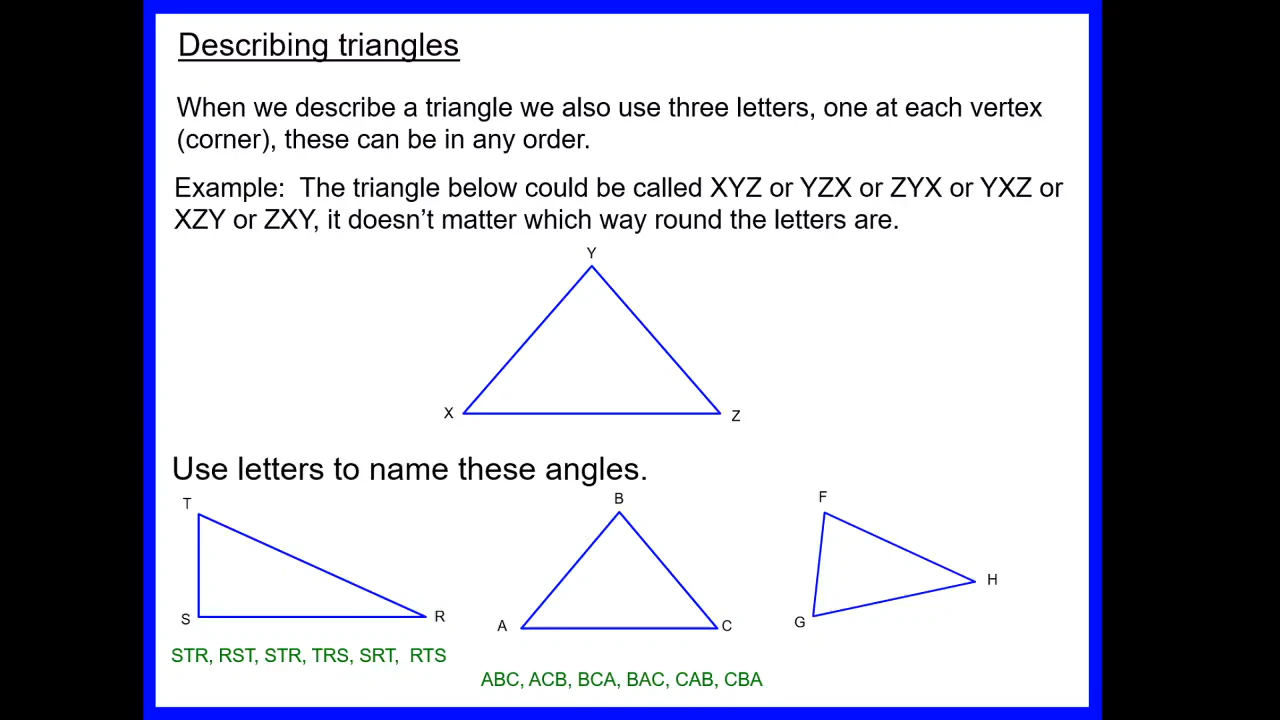 Describing triangles
When we describe a triangle we also use three letters, one at each vertex
(corner), these can be in any order.
Example:  The triangle below could be called XYZ or YZX or ZYX or YXZ or
XZY or ZXY, it doesn't matter which way round the letters are.
Y
X
Z
Use letters to name these angles.
T
S
R
STR, RST, STR, TRS, SRT,  RTS
B
A
C
ABC, ACB, BCA, BAC, CAB, CBA
F
H
G